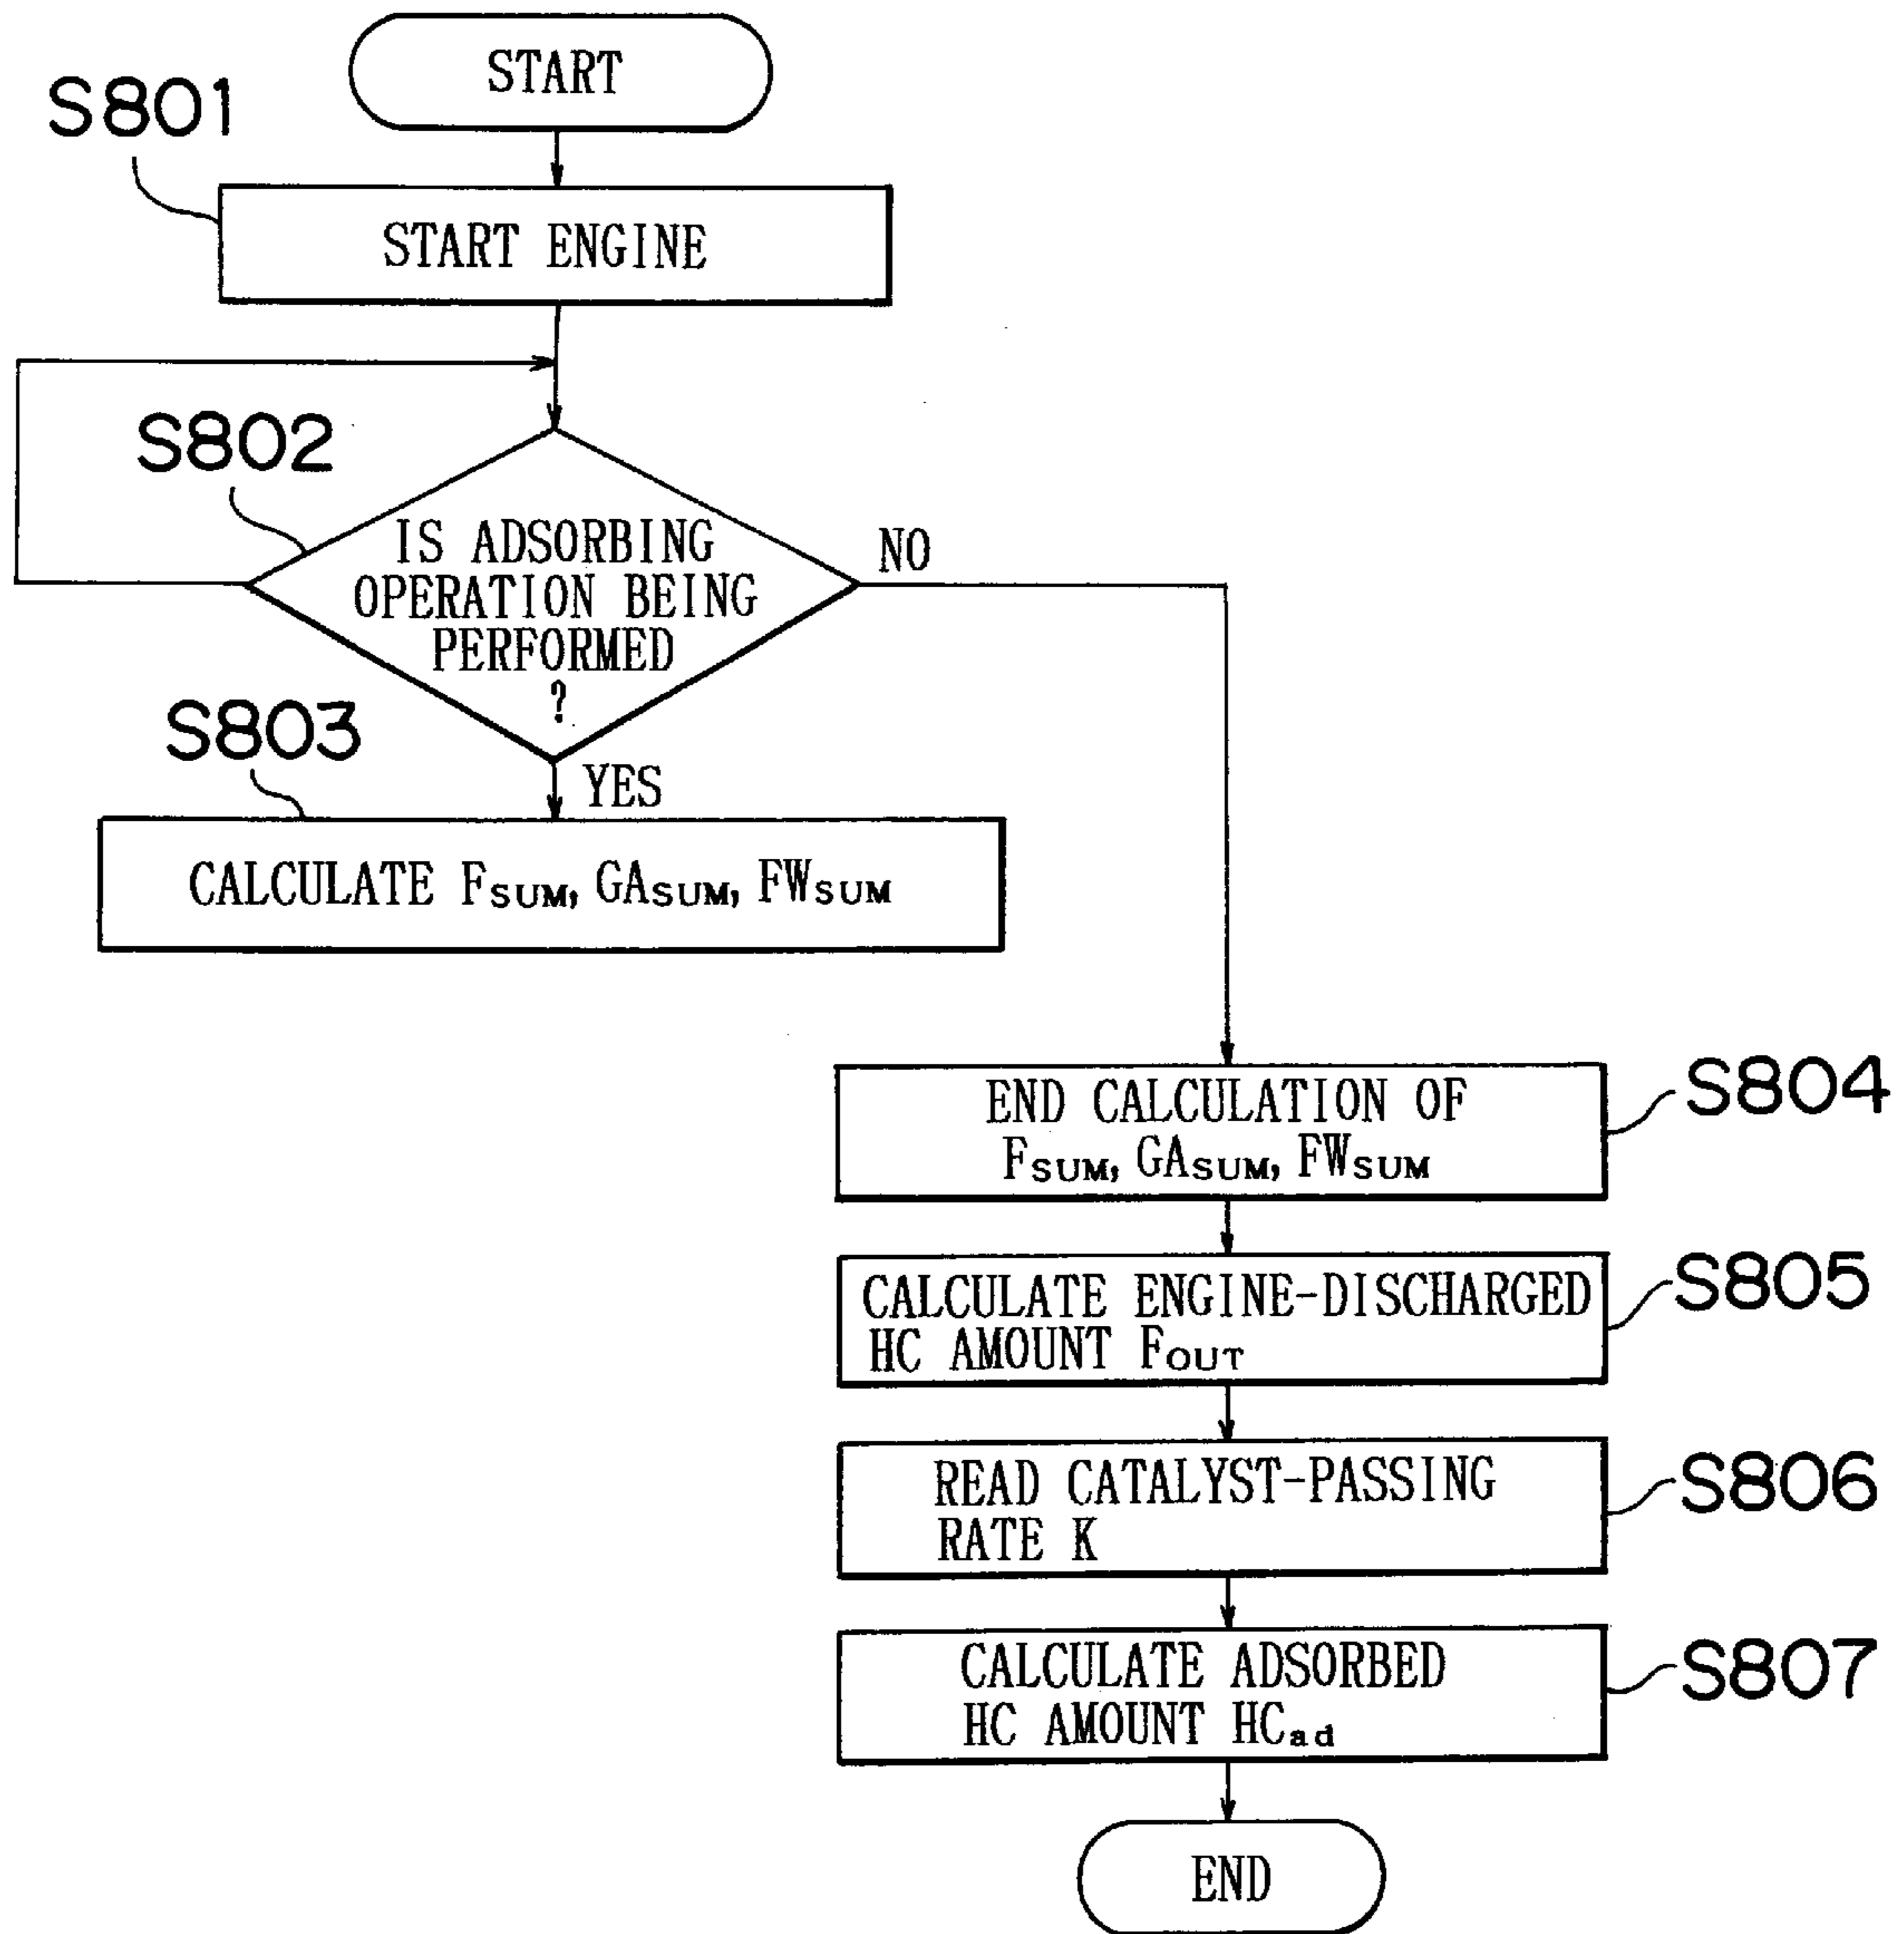 START
S801
START ENGINE
S802
IS ADSORBING
OPERATION BEING
PERFORMED
?
NO
YES
S803
CALCULATE FSUM, GASUM, FWSUM
S804
END CALCULATION OF
FSUM, GASUM, FWSUM
S805
CALCULATE ENGINE-DISCHARGED
HC AMOUNT FOUT
S806
READ CATALYST-PASSING
RATE K
S807
CALCULATE ADSORBED
HC AMOUNT HCad
END